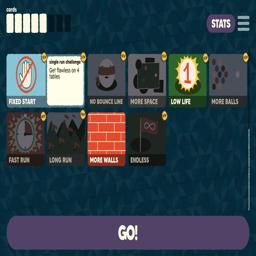 cards
STATS
single run challenge
Get flawless on 4
tables
FIXED START
NO BOUNCE LINE
MORE SPACE
1
LOW LIFE
MORE BALLS
FAST RUN
LONG RUN
MORE WALLS
ENDLESS
GO!